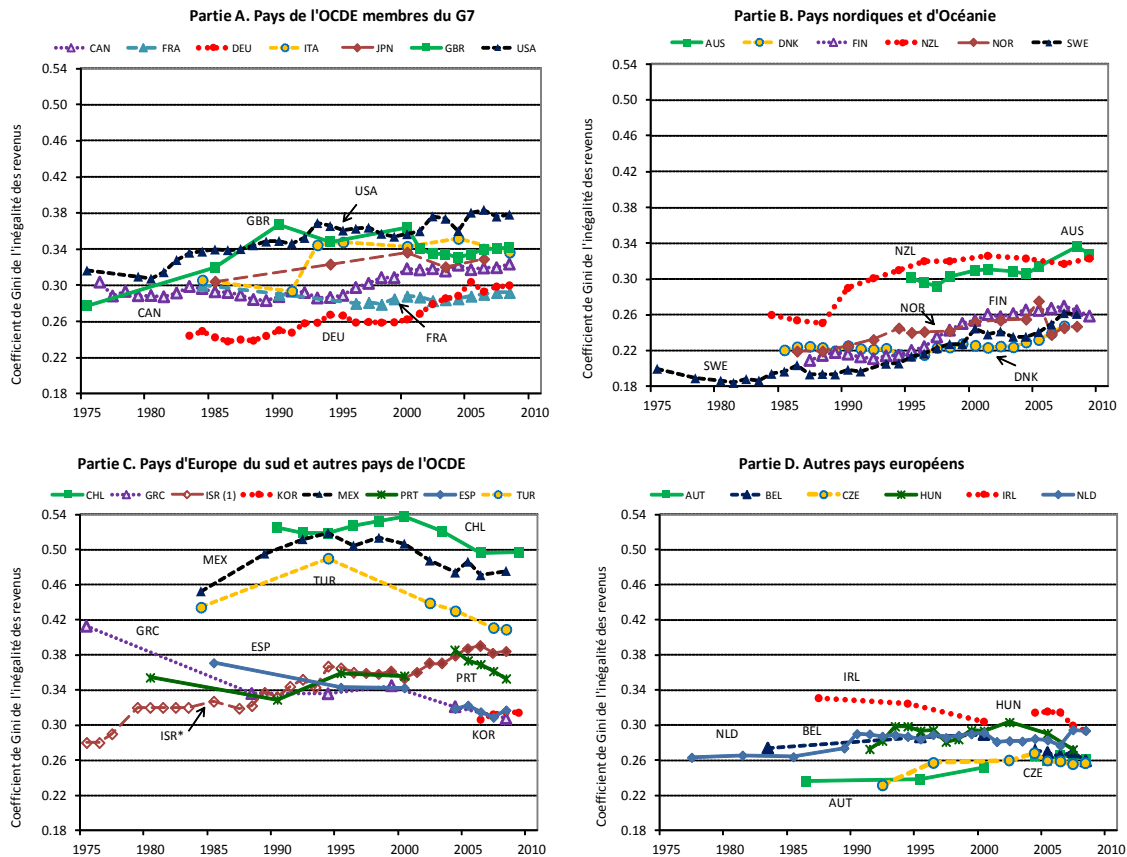 Partie A. Pays de l'OCDE membres du G7
CAN FRA DEU ITA JPN GBR USA
Coefficient de Gini de l'inégalité des revenus
0.54
0.50
0.46
0.42
0.38
0.34
0.30
0.26
0.22
0.18
1975 1980 1985 1990 1995 2000 2005 2010
USA
GBR
CAN
DEU
FRA
Partie B. Pays nordiques et d'Océanie
AUS DNK FIN NZL NOR SWE
Coefficient de Gini de l'inégalité des revenus
0.54
0.50
0.46
0.42
0.38
0.34
0.30
0.26
0.22
0.18
1975 1980 1985 1990 1995 2000 2005 2010
AUS
NZL
NOR
FIN
SWE
DNK
Partie C. Pays d'Europe du sud et autres pays de l'OCDE
CHL GRC ISR (1) KOR MEX PRT ESP TUR
Coefficient de Gini de l'inégalité des revenus
0.54
0.50
0.46
0.42
0.38
0.34
0.30
0.26
0.22
0.18
1975 1980 1985 1990 1995 2000 2005 2010
CHL
MEX
TUR
GRC
ESP
PRT
ISR*
KOR
Partie D. Autres pays européens
AUT BEL CZE HUN IRL NLD
Coefficient de Gini de l'inégalité des revenus
0.54
0.50
0.46
0.42
0.38
0.34
0.30
0.26
0.22
0.18
1975 1980 1985 1990 1995 2000 2005 2010
IRL
HUN
NLD
BEL
CZE
AUT